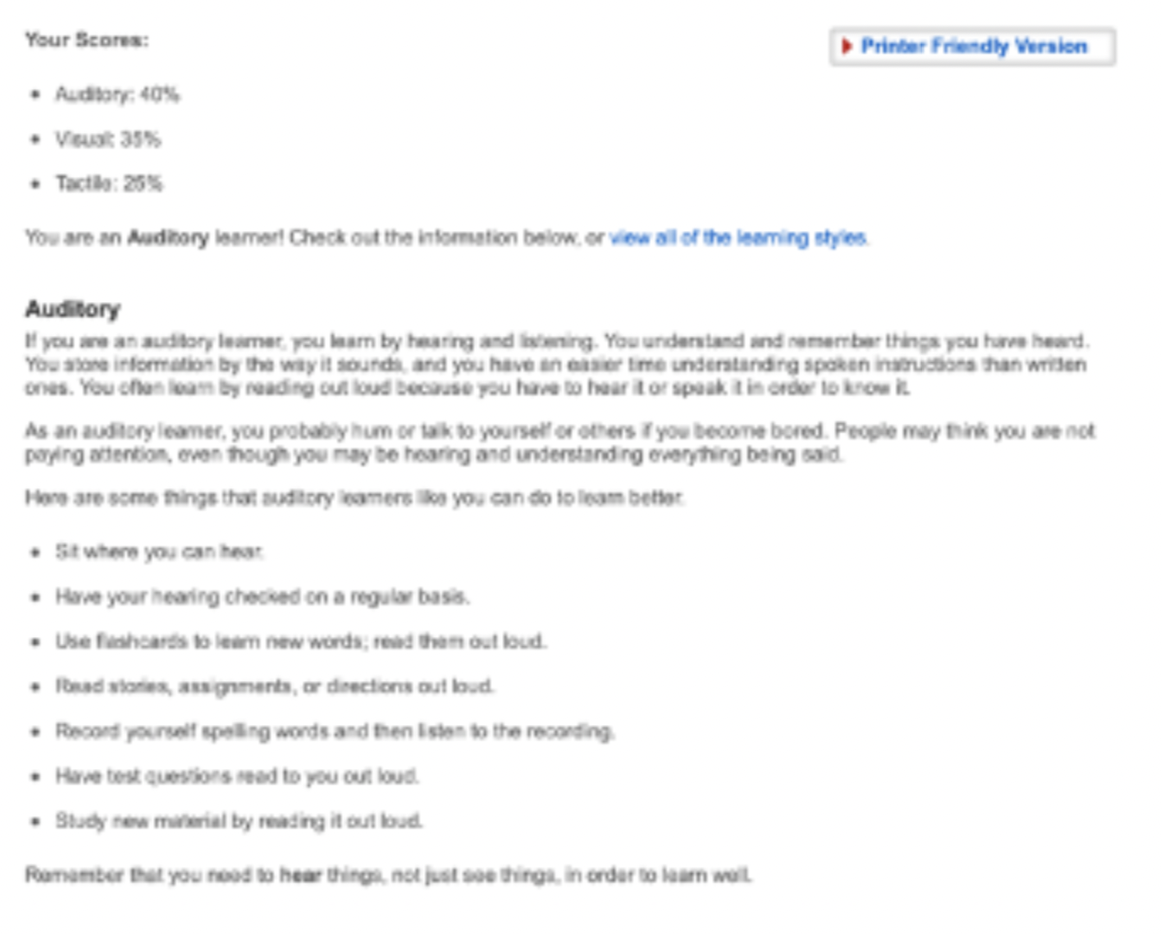 Your Scores:
Printer Friendly Version
Auditory: 40%
Visual: 35%
Tactile: 25%
You are an Auditory learner! Check out the information below, or view all of the learning styles.
Auditory
If you are an auditory learner, you learn by hearing and listening. You understand and remember things you have heard.
You store information by the way it sounds, and you have an easier time understanding spoken instructions than written
ones. You often learn by reading out loud because you have to hear it or speak it in order to know it.
As an auditory learner, you probably hum or talk to yourself or others if you become bored. People may think you are not
paying attention, even though you may be hearing and understanding everything being said.
Here are some things that auditory learners like you can do to learn better.
Sit where you can hear.
Have your hearing checked on a regular basis.
Use flashcards to learn new words; read them out loud.
Read stories, assignments, or directions out loud.
Record yourself spelling words and then listen to the recording.
Have test questions read to you out loud.
Study new material by reading it out loud.
Remember that you need to hear things, not just see things, in order to learn well.